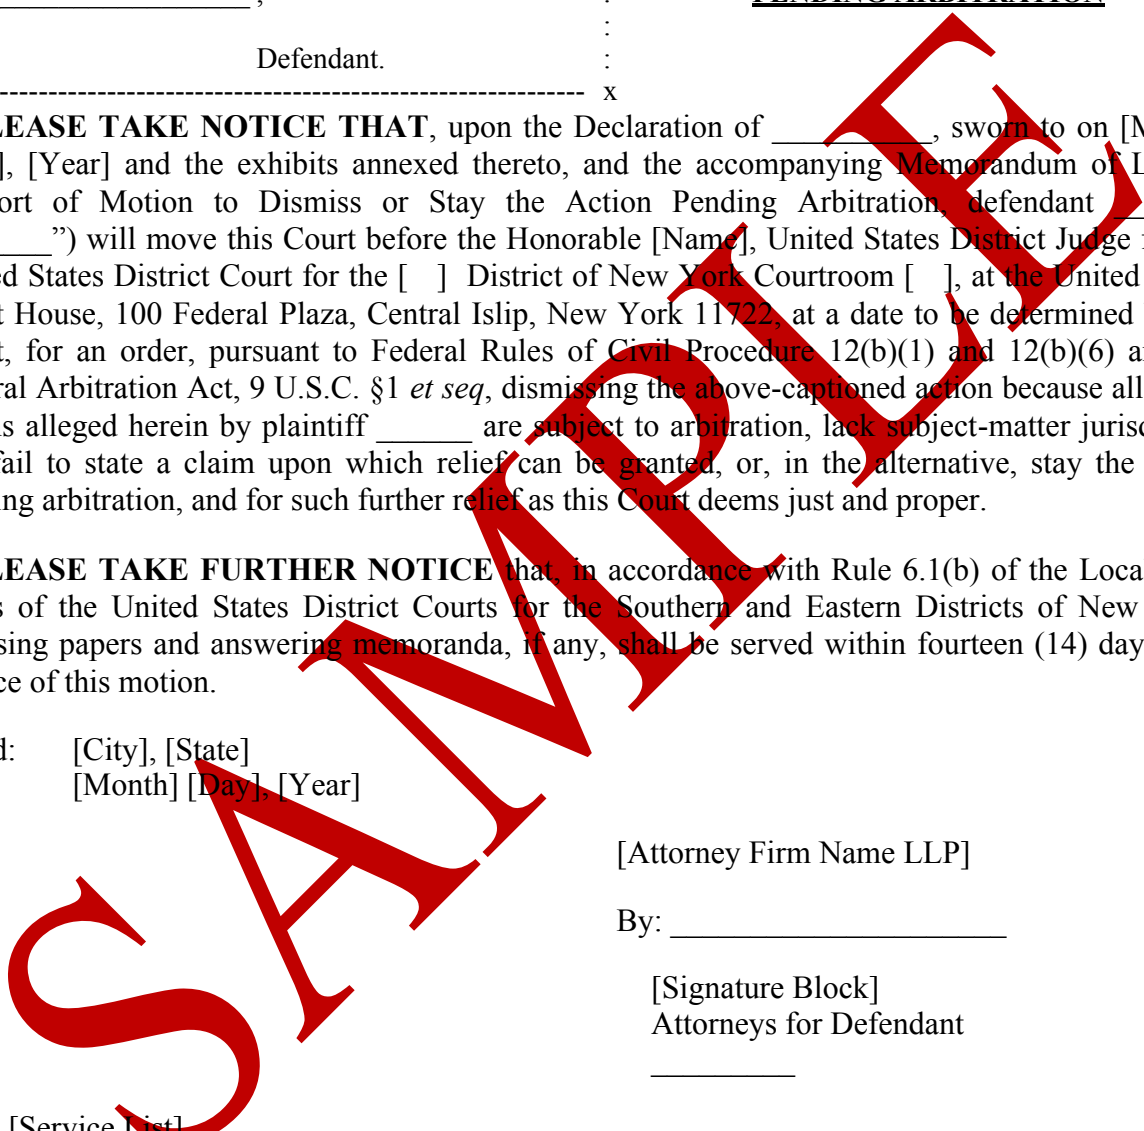 __________________ , :
PENDING ARBITRATION
:
Defendant. :
------------------------------------------------------------- x
LEASE TAKE NOTICE THAT, upon the Declaration of __________, sworn to on [M
], [Year] and the exhibits annexed thereto, and the accompanying Memorandum of L
ort of Motion to Dismiss or Stay the Action Pending Arbitration, defendant __
____ ”) will move this Court before the Honorable [Name], United States District Judge
ed States District Court for the [ ] District of New York Courtroom [ ], at the United
t House, 100 Federal Plaza, Central Islip, New York 11722, at a date to be determined
t, for an order, pursuant to Federal Rules of Civil Procedure 12(b)(1) and 12(b)(6) a
ral Arbitration Act, 9 U.S.C. §1 et seq, dismissing the above-captioned action because all
s alleged herein by plaintiff ______ are subject to arbitration, lack subject-matter jurisc
fail to state a claim upon which relief can be granted, or, in the alternative, stay the
ing arbitration, and for such further relief as this Court deems just and proper.
LEASE TAKE FURTHER NOTICE that, in accordance with Rule 6.1(b) of the Loca
s of the United States District Courts for the Southern and Eastern Districts of New
sing papers and answering memoranda, if any, shall be served within fourteen (14) day
ce of this motion.
d: [City], [State]
[Month] [Day], [Year]
[Attorney Firm Name LLP]
By: _____________________
[Signature Block]
Attorneys for Defendant
_________
[Service List]
SAMPLE